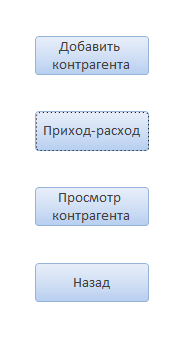 Добавить
контрагента
Приход-расход
Просмотр
контрагента
Назад